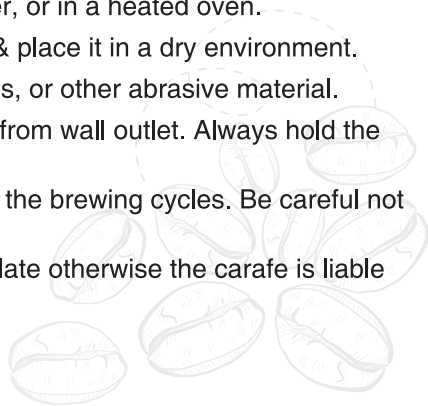 or in a heated oven.
& place it in a dry environment.
or other abrasive material.
from wall outlet. Always hold the
the brewing cycles. Be careful not
otherwise the carafe is liable